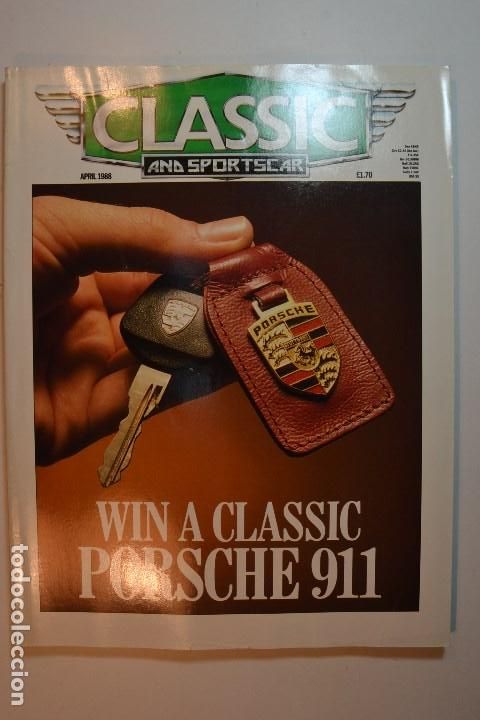 CLASSIC
AND SPORTSCAR
APRIL 1988
£1.70
PORSCHE
WIN A CLASSIC
PORSCHE 911
todocoleccion